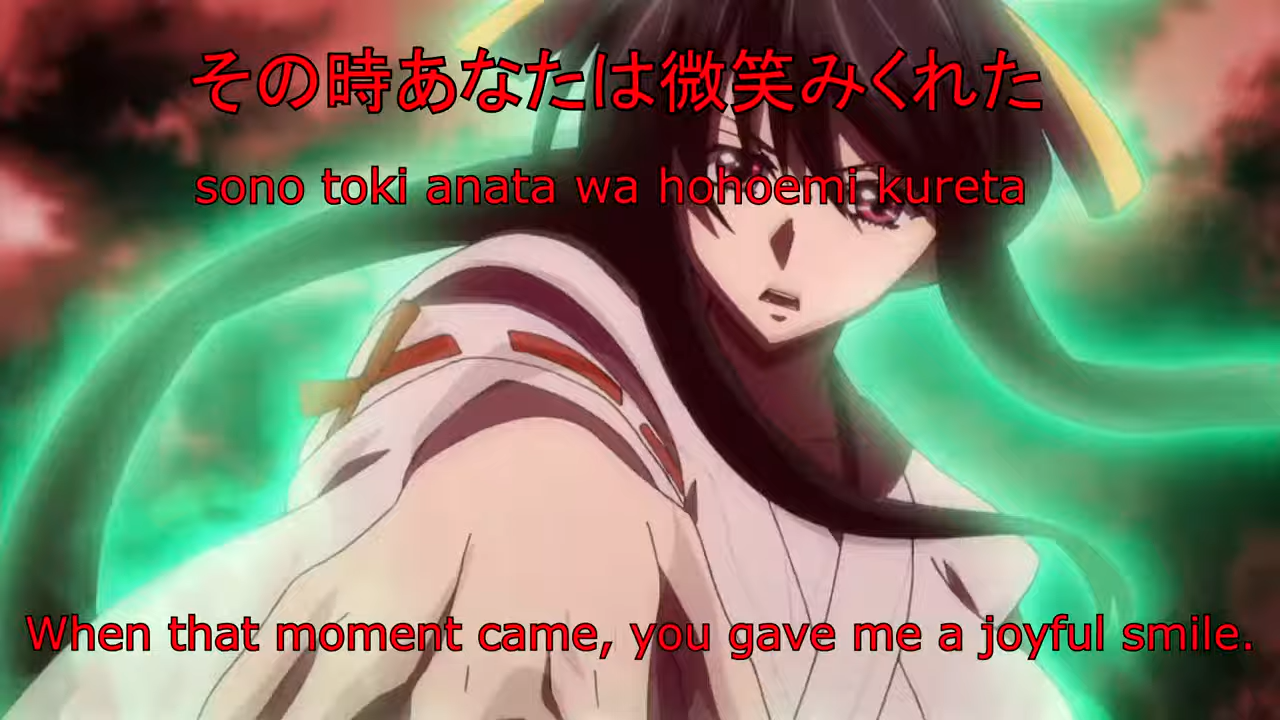 その時あなたは微笑みくれた
sono toki anata wa hohoemi kureta
When that moment came, you gave me a joyful smile.